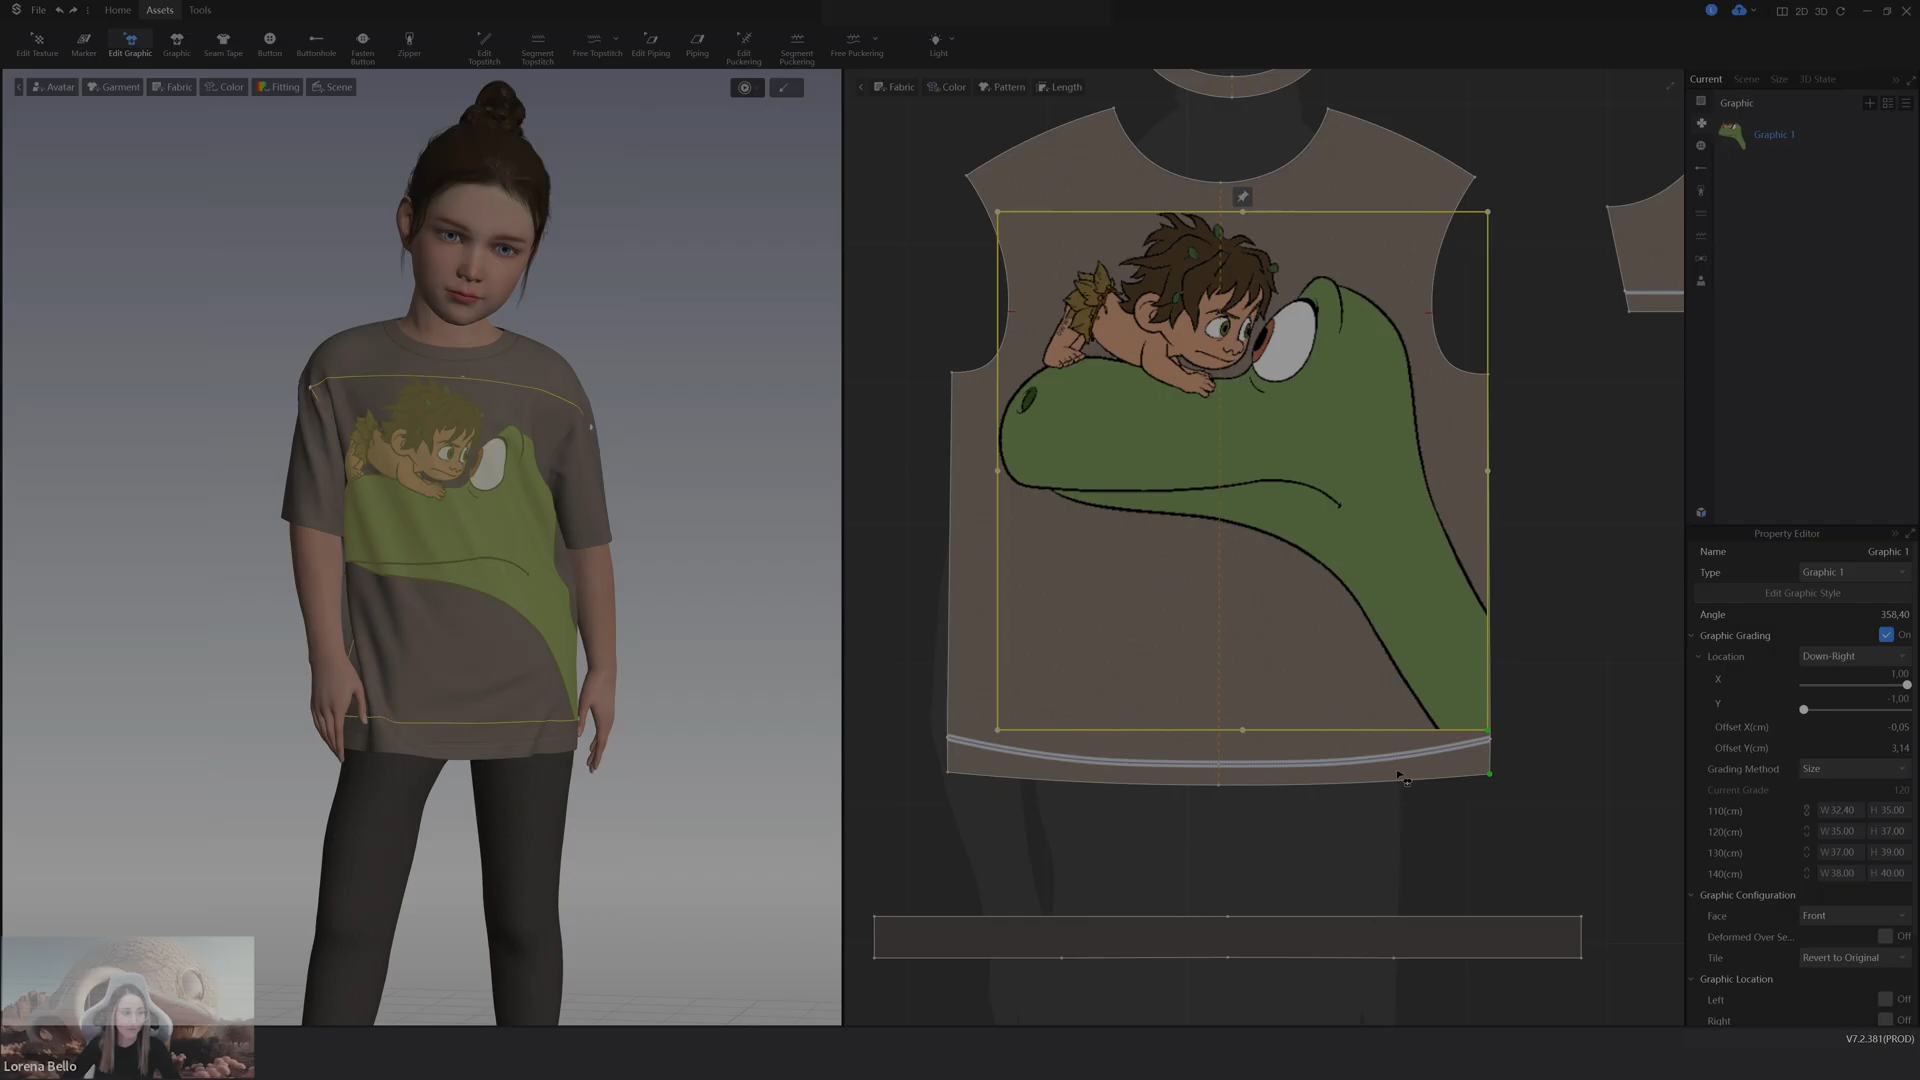 File
Home
Assets
Tools
2D
3D
Edit Texture
Marker
Edit Graphic
Graphic
Seam Tape
Button
Buttonhole
Fasten
Button
Zipper
Edit
Topstitch
Segment
Topstitch
Free Topstitch
Edit Piping
Piping
Edit
Puckering
Segment
Puckering
Free Puckering
Light
Avatar
Garment
Fabric
Color
Fitting
Scene
Fabric
Color
Pattern
Length
Current
Scene
Size
3D State
Graphic
Graphic 1
Property Editor
Name
Graphic 1
Type
Graphic 1
Edit Graphic Style
Angle
358,40
Graphic Grading
On
Location
Down-Right
X
1,00
Y
-1,00
Offset X(cm)
-0,05
Offset Y(cm)
3,14
Grading Method
Size
Current Grade
120
110(cm)
W 32.40
H 35.00
120(cm)
W 35.00
H 37.00
130(cm)
W 37.00
H 39.00
140(cm)
W 38.00
H 40.00
Graphic Configuration
Face
Front
Deformed Over Se...
Off
Tile
Revert to Original
Graphic Location
Left
Off
Right
Off
V7.2.381(PROD)
Lorena Bello